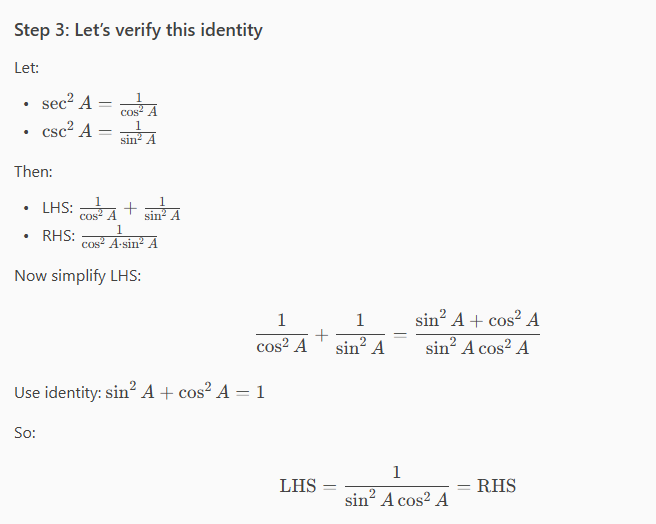 Step 3: Let's verify this identity
Let:
• sec² A = 1/cos² A
• csc² A = 1/sin² A
Then:
• LHS: 1/cos² A + 1/sin² A
• RHS: 1/cos² A·sin² A
Now simplify LHS:
1/cos² A + 1/sin² A = sin² A + cos² A/sin² A cos² A
Use identity: sin² A + cos² A = 1
So:
LHS = 1/sin² A cos² A = RHS